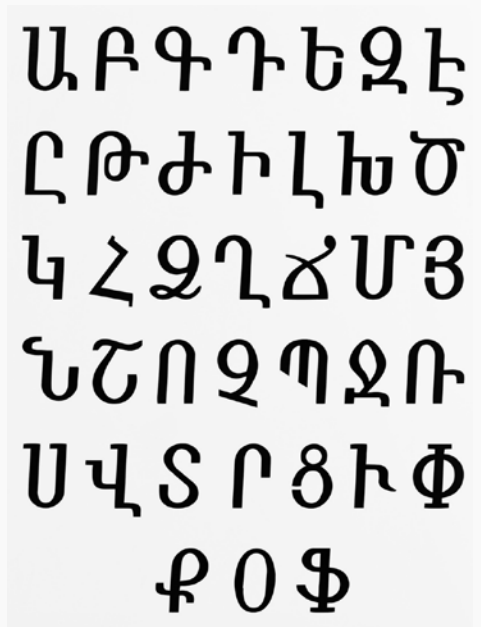 Ա Բ Գ Դ Ե Զ Է
Ը Թ Ժ Ի Լ Խ Ծ
Կ Հ Ձ Ղ Ճ Մ Յ
Ն Շ Ո Չ Պ Ջ Ռ
Ս Վ Տ Ր Ց Ւ Փ
Ք Օ Ֆ